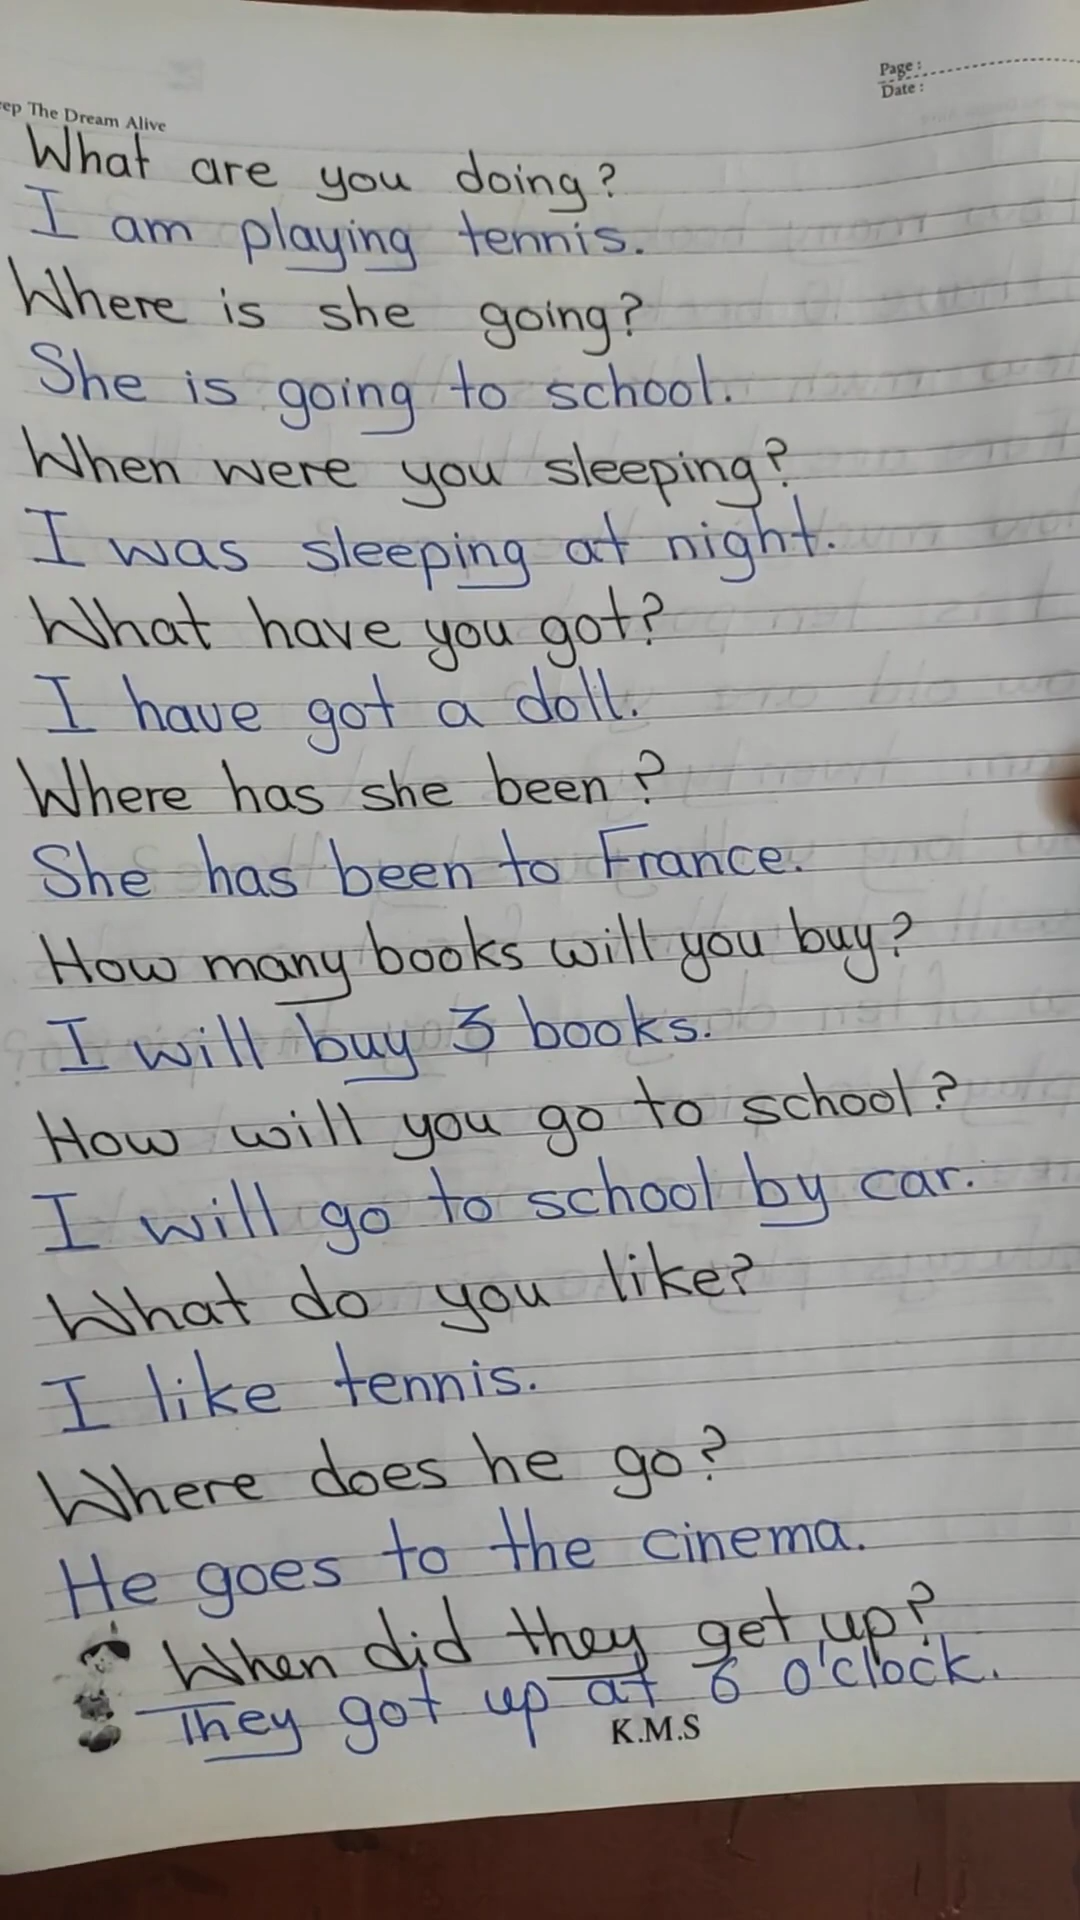 Page :
Date :
ep The Dream Alive
What are you doing?
I am playing tennis.
Where is she going?
She is going to school.
When were you sleeping?
I was sleeping at night.
What have you got?
I have got a doll.
Where has she been?
She has been to France.
How many books will you buy?
I will buy 3 books.
How will you go to school?
I will go to school by car.
What do you like?
I like tennis.
Where does he go?
He goes to the cinema.
When did they get up?
They got up at 6 o'clock.
K.M.S